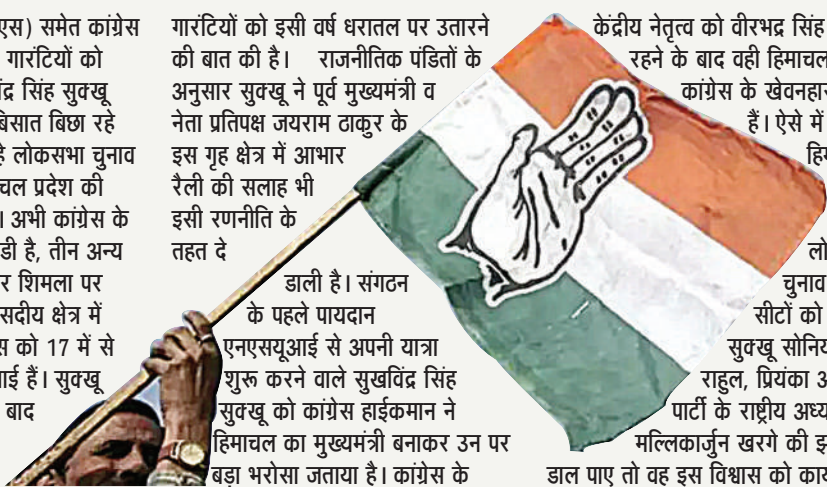 एस) समेत कांग्रेस
गारंटियों को
सिंह सुक्खू
बिसात बिछा रहे
है लोकसभा चुनाव
प्रदेश की
। अभी कांग्रेस के
है, तीन अन्य
र शिमला पर
सदीय क्षेत्र में
को 17 में से
हैं। सुक्खू
बाद
गारंटियों को इसी वर्ष धरातल पर उतारने
की बात की है। राजनीतिक पंडितों के
अनुसार सुक्खू ने पूर्व मुख्यमंत्री व
नेता प्रतिपक्ष जयराम ठाकुर के
इस गृह क्षेत्र में आभार
रैली की सलाह भी
इसी रणनीति के
तहत दे
डाली है। संगठन
के पहले पायदान
एनएसयूआई से अपनी यात्रा
शुरू करने वाले सुखविंद्र सिंह
सुक्खू को कांग्रेस हाईकमान ने
हिमाचल का मुख्यमंत्री बनाकर उन पर
बड़ा भरोसा जताया है। कांग्रेस के
केंद्रीय नेतृत्व को वीरभद्र सिंह
रहने के बाद वही हिमाचल
कांग्रेस के
हैं। ऐसे में
चुनाव
सीटों को
सुक्खू
राहुल, प्रियंका
पार्टी के राष्ट्रीय
मल्लिकार्जुन खरगे की
डाल पाए तो वह इस विश्वास को